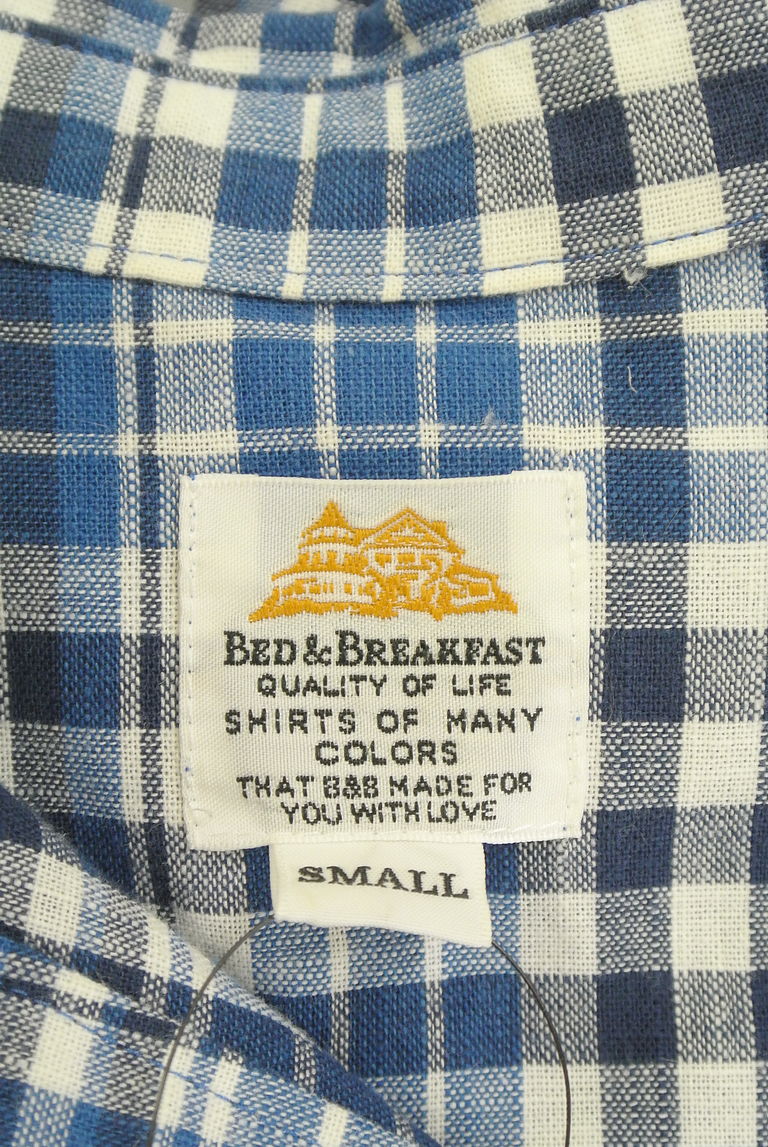 BED & BREAKFAST
QUALITY OF LIFE
SHIRTS OF MANY
COLORS
THAT B&B MADE FOR
YOU WITH LOVE
SMALL